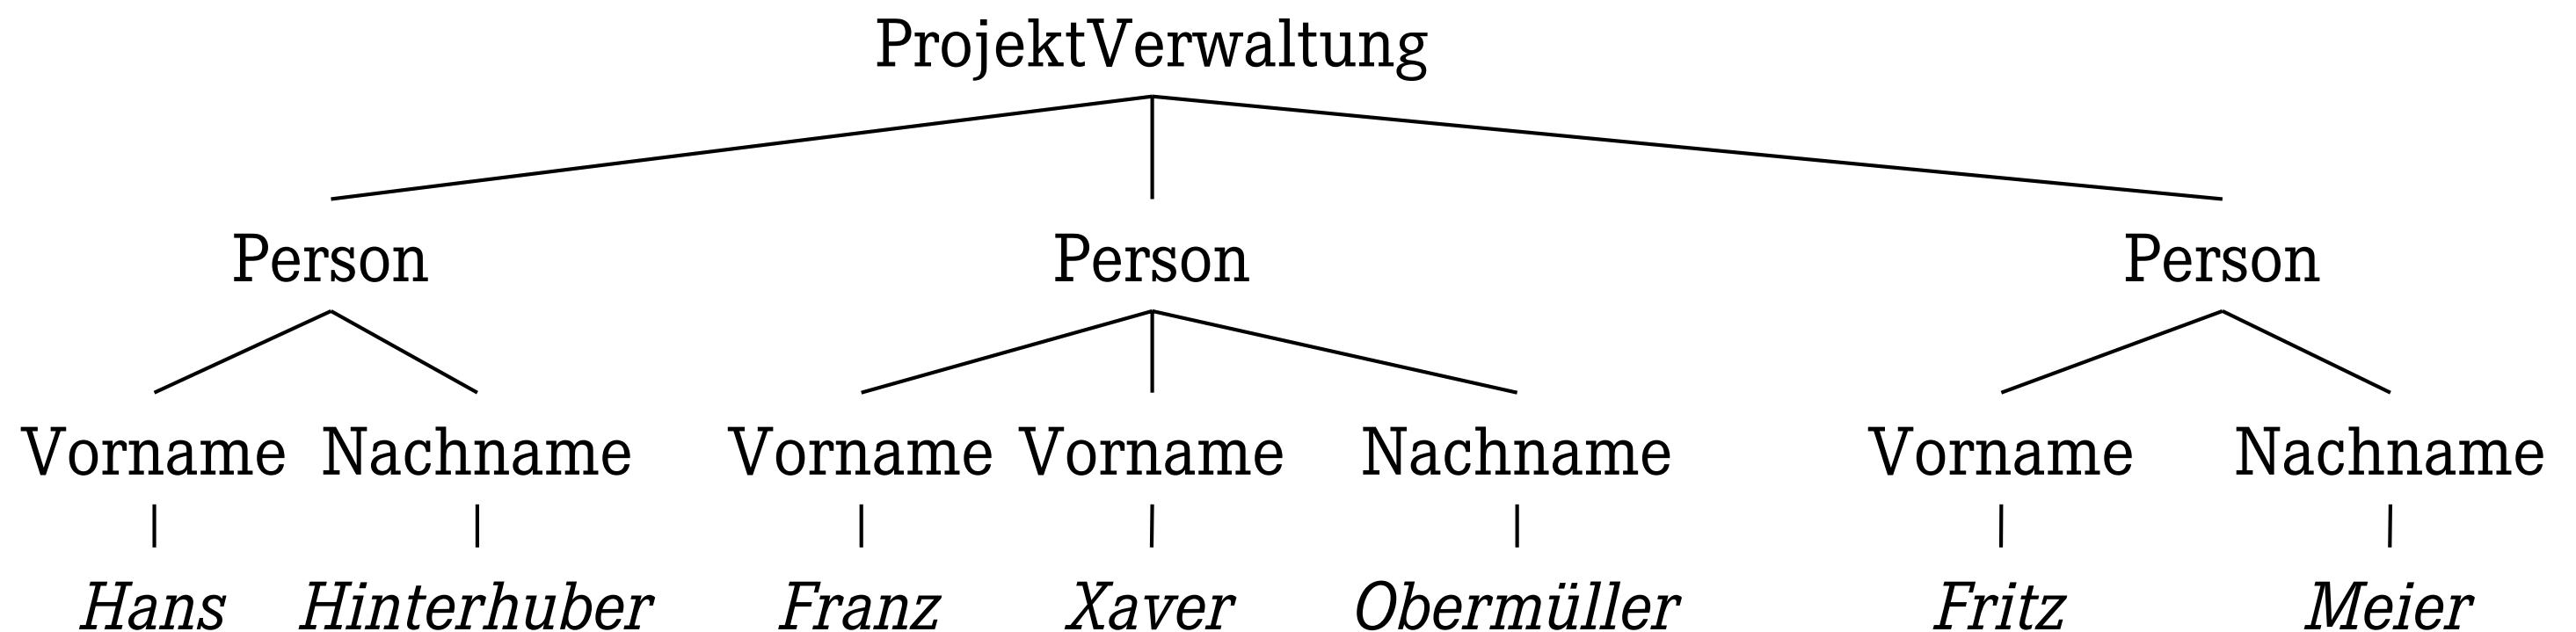 ProjektVerwaltung
Person Person Person
Vorname Nachname Vorname Vorname Nachname Vorname Nachname
Hans Hinterhuber Franz Xaver Obermüller Fritz Meier